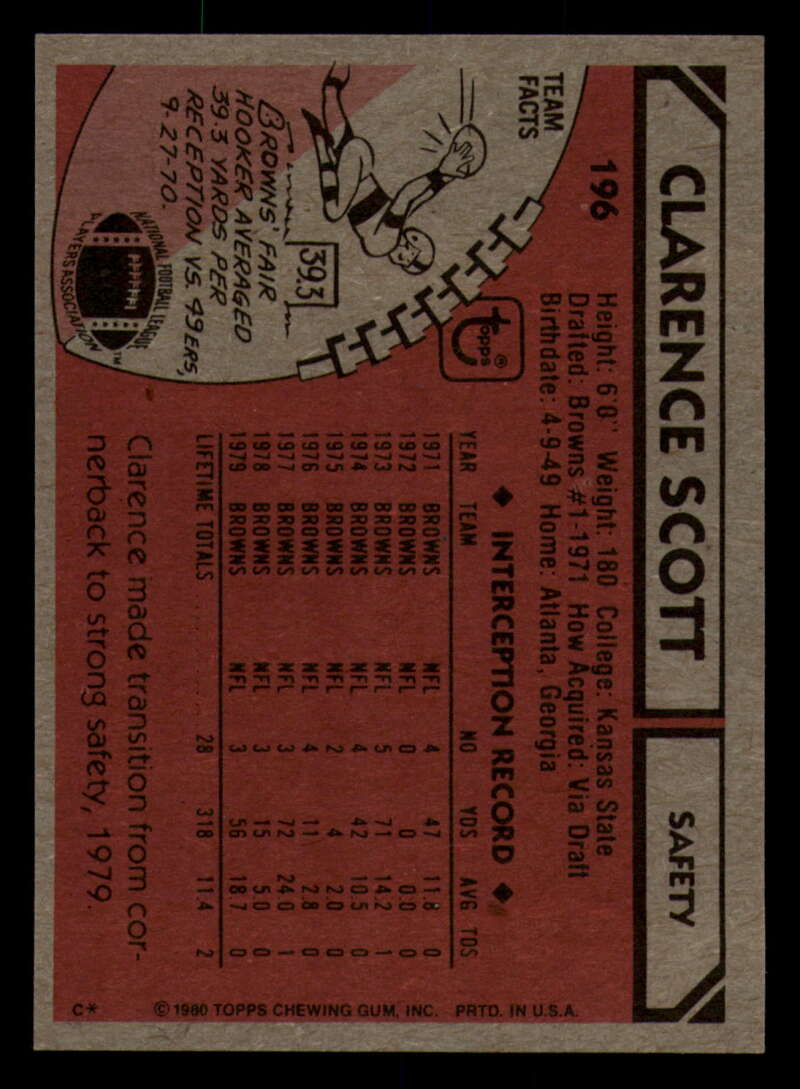 CLARENCE SCOTT
SAFETY
196
Height: 6'0" Weight: 180 College: Kansas State
Drafted: Browns #1-1971 How Acquired: Via Draft
Birthdate: 4-9-49 Home: Atlanta, Georgia
TEAM
FACTS
39.3
BROWNS' FAIR
HOOKER AVERAGED
39.3 YARDS PER
RECEPTION VS. 49ERS,
9-27-70.
NATIONAL FOOTBALL LEAGUE
PLAYERS ASSOCIATION™
topps®
◆ INTERCEPTION RECORD ◆
YEAR TEAM NO YDS AVG TDS
1971 BROWNS NFL 4 47 11.8 0
1972 BROWNS NFL 0 0 0.0 0
1973 BROWNS NFL 5 71 14.2 1
1974 BROWNS NFL 4 42 10.5 0
1975 BROWNS NFL 2 4 2.0 0
1976 BROWNS NFL 4 11 2.8 0
1977 BROWNS NFL 3 72 24.0 1
1978 BROWNS NFL 3 15 5.0 0
1979 BROWNS NFL 3 56 18.7 0
LIFETIME TOTALS 28 318 11.4 2
Clarence made transition from cor-
nerback to strong safety, 1979.
C* © 1980 TOPPS CHEWING GUM, INC. PRTD. IN U.S.A.